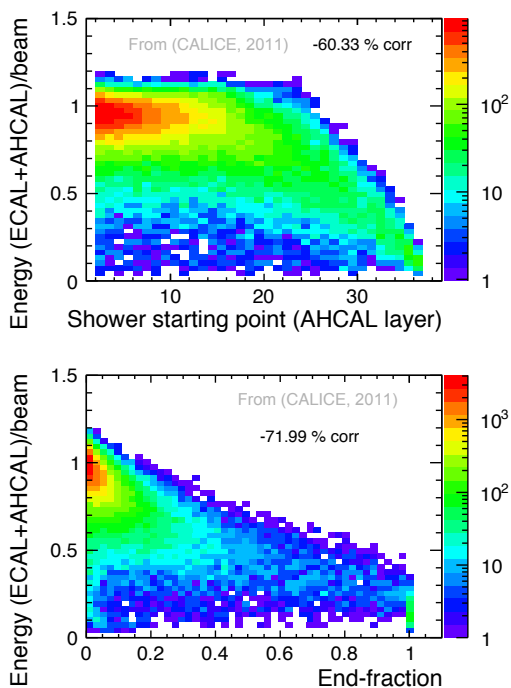 1.5
From (CALICE, 2011) -60.33 % corr
10²
1
0.5
10
0
1
10 20 30
Energy (ECAL+AHCAL)/beam
Shower starting point (AHCAL layer)
1.5
From (CALICE, 2011)
-71.99 % corr
10³
1
10²
0.5
10
0
1
0 0.2 0.4 0.6 0.8 1
Energy (ECAL+AHCAL)/beam
End-fraction